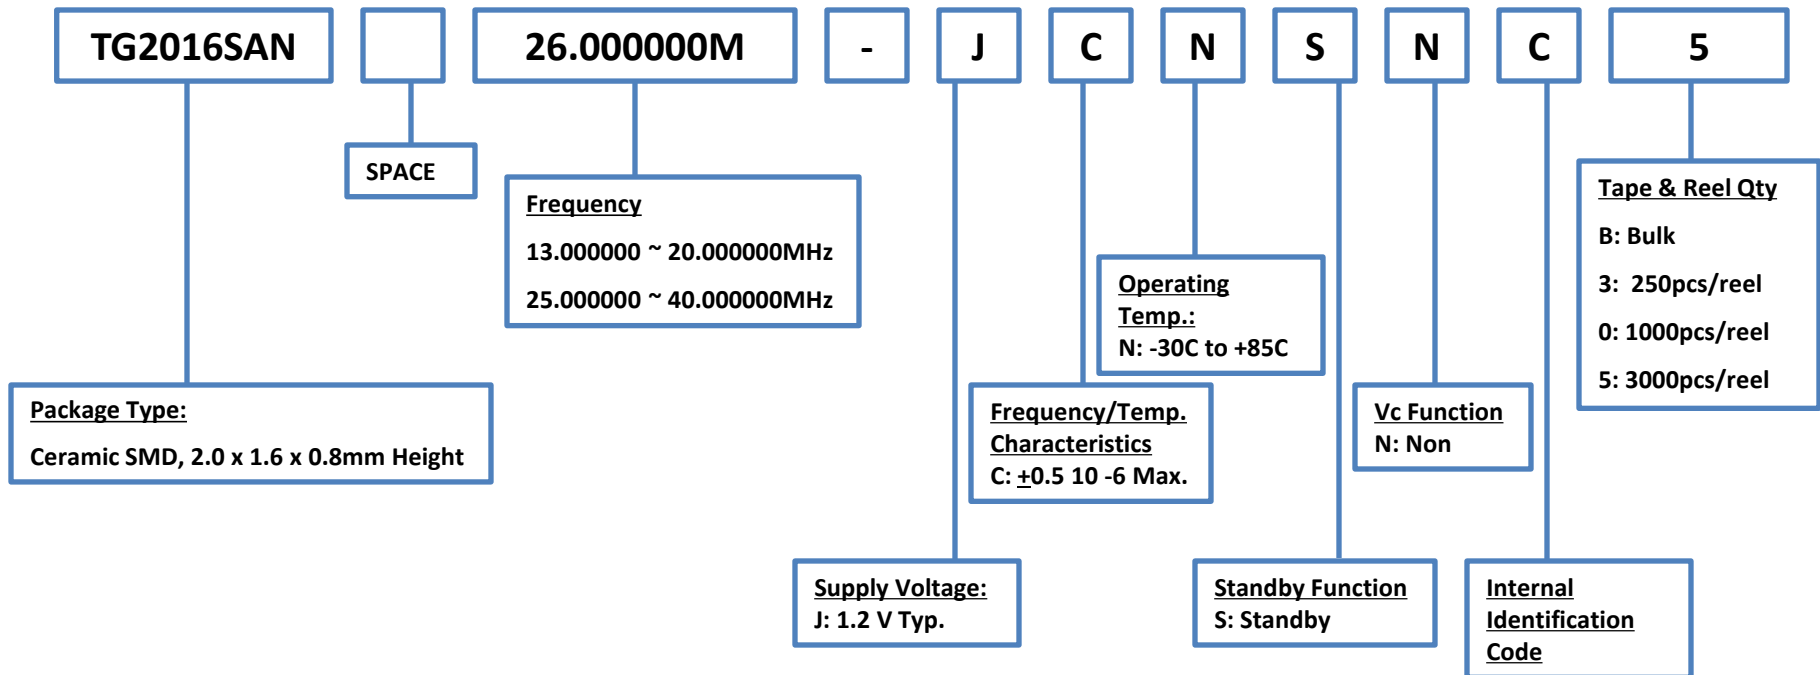 TG2016SAN 26.000000M - J C N S N C 5
SPACE
Frequency
13.000000 ~ 20.000000MHz
25.000000 ~ 40.000000MHz
Tape & Reel Qty
B: Bulk
3: 250pcs/reel
0: 1000pcs/reel
5: 3000pcs/reel
Operating
Temp.:
N: -30C to +85C
Package Type:
Ceramic SMD, 2.0 x 1.6 x 0.8mm Height
Frequency/Temp.
Characteristics
C: ±0.5 10 -6 Max.
Vc Function
N: Non
Supply Voltage:
J: 1.2 V Typ.
Standby Function
S: Standby
Internal
Identification
Code